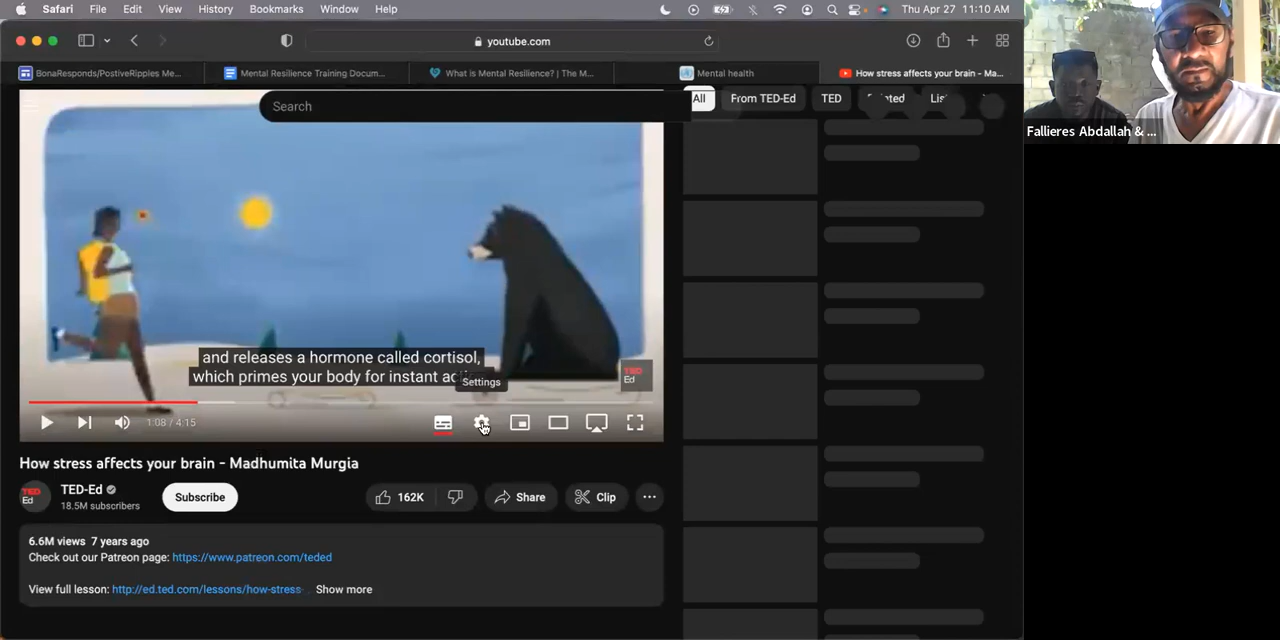 Safari File Edit View History Bookmarks Window Help Thu Apr 27 11:10 AM
youtube.com
BonaResponds/PostiveRipples Me...
Mental Resilience Training Docum...
What is Mental Resilience? | The M...
Mental health
How stress affects your brain - Ma...
Search
All
From TED-Ed
TED
and releases a hormone called cortisol,
which primes your body for instant
Settings
TED
Ed
1:08 / 4:15
How stress affects your brain - Madhumita Murgia
TED
Ed
TED-Ed
18.5M subscribers
Subscribe
162K
Share
Clip
6.6M views 7 years ago
Check out our Patreon page: https://www.patreon.com/teded
View full lesson: http://ed.ted.com/lessons/how-stress-
Show more
Fallieres Abdallah & ...